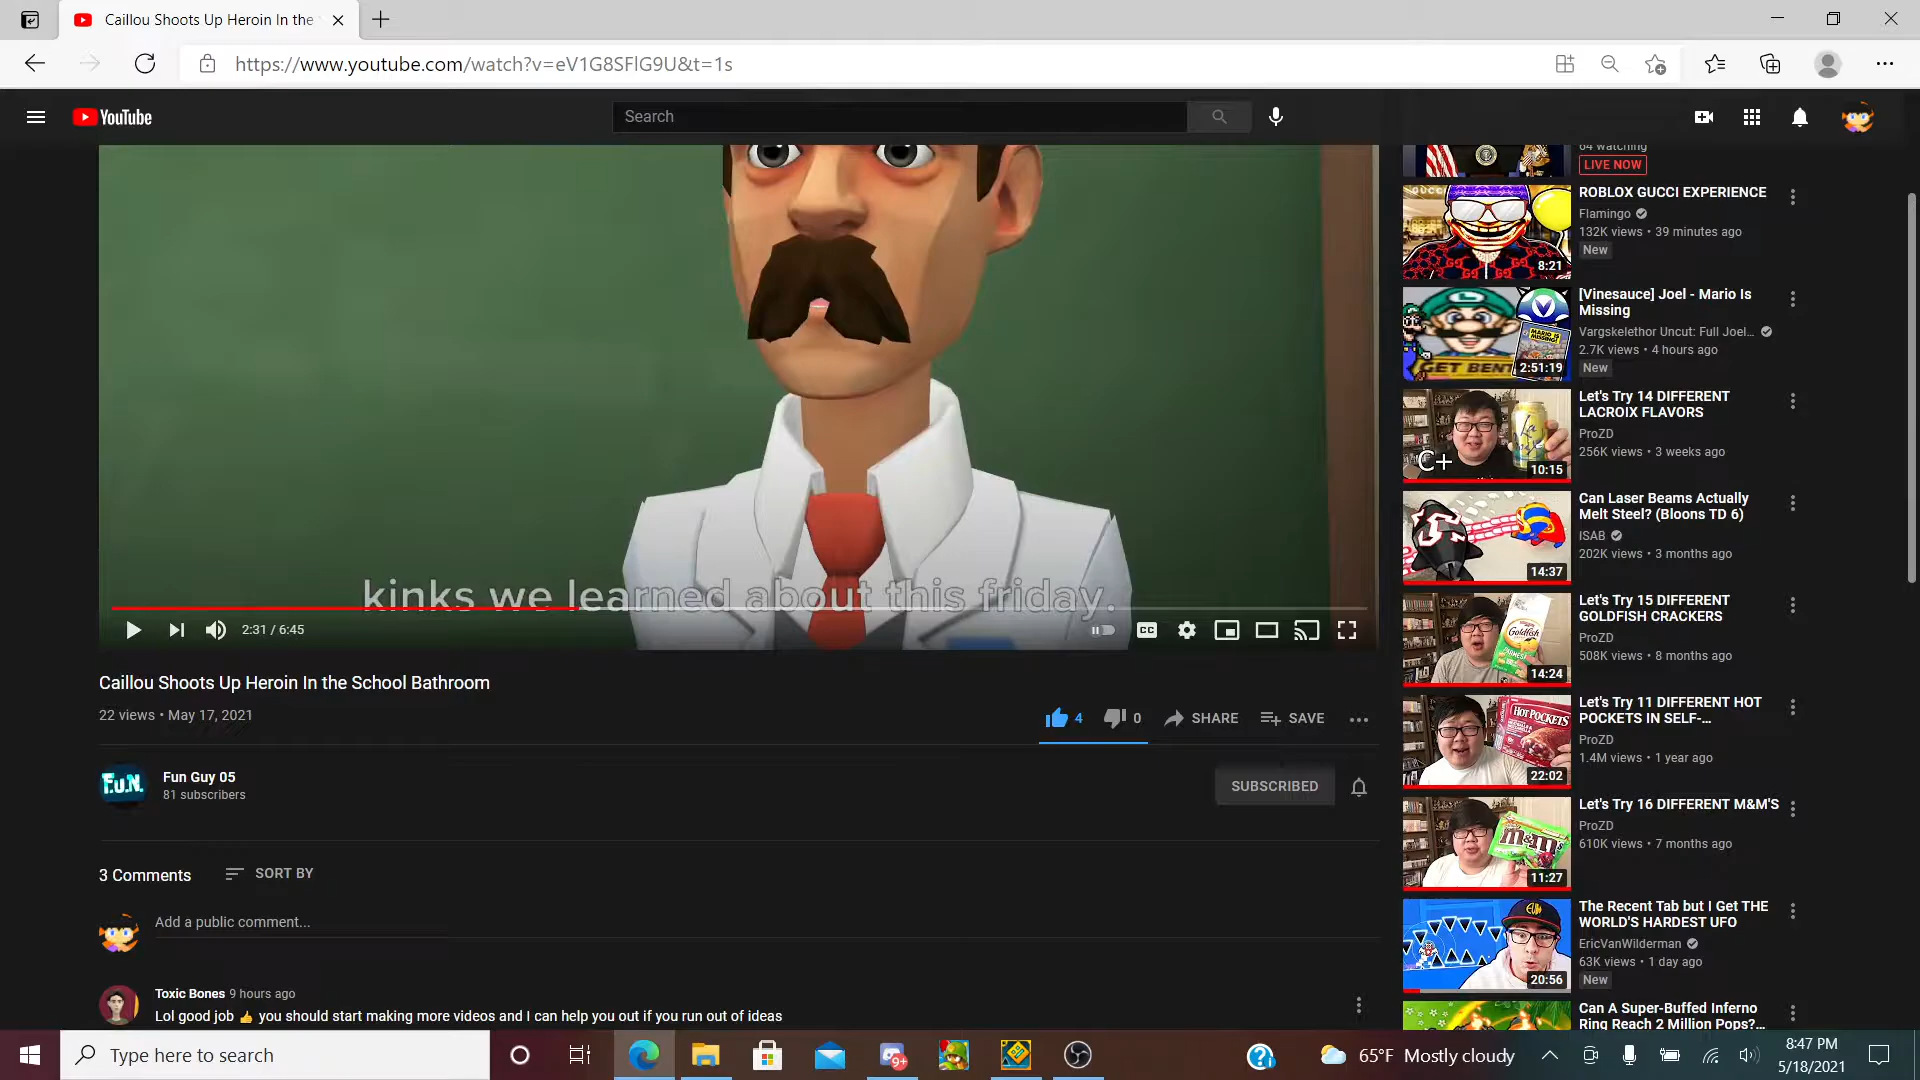 Caillou Shoots Up Heroin In the
https://www.youtube.com/watch?v=eV1G8SFlG9U&t=1s
YouTube
Search
kinks we learned about this friday.
2:31 / 6:45
CC
Caillou Shoots Up Heroin In the School Bathroom
22 views • May 17, 2021
4
0
SHARE
SAVE
F.U.N.
Fun Guy 05
81 subscribers
SUBSCRIBED
3 Comments
SORT BY
Add a public comment...
Toxic Bones 9 hours ago
Lol good job 👍 you should start making more videos and I can help you out if you run out of ideas
64 watching
LIVE NOW
8:21
ROBLOX GUCCI EXPERIENCE
Flamingo
132K views • 39 minutes ago
New
GET BENT
2:51:19
[Vinesauce] Joel - Mario Is
Missing
Vargskelethor Uncut: Full Joel...
2.7K views • 4 hours ago
New
C+
10:15
Let's Try 14 DIFFERENT
LACROIX FLAVORS
ProZD
256K views • 3 weeks ago
14:37
Can Laser Beams Actually
Melt Steel? (Bloons TD 6)
ISAB
202K views • 3 months ago
Goldfish
14:24
Let's Try 15 DIFFERENT
GOLDFISH CRACKERS
ProZD
508K views • 8 months ago
HOT POCKETS
22:02
Let's Try 11 DIFFERENT HOT
POCKETS IN SELF-...
ProZD
1.4M views • 1 year ago
m&m's
11:27
Let's Try 16 DIFFERENT M&M'S
ProZD
610K views • 7 months ago
20:56
The Recent Tab but I Get THE
WORLD'S HARDEST UFO
EricVanWilderman
63K views • 1 day ago
New
Can A Super-Buffed Inferno
Ring Reach 2 Million Pops?...
Type here to search
9+
65°F Mostly cloudy
8:47 PM
5/18/2021